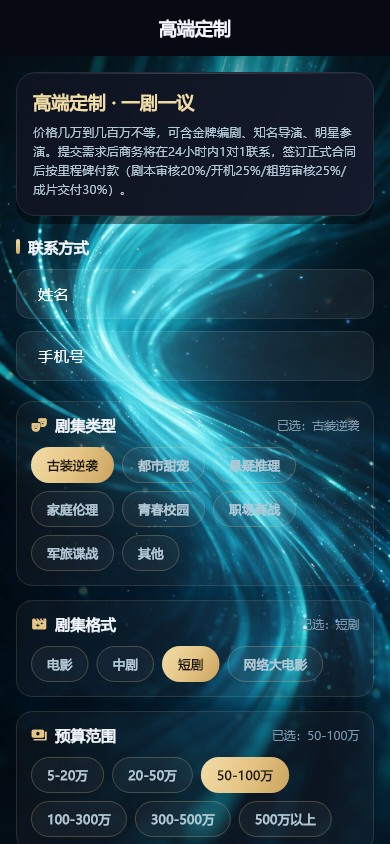 高端定制
高端定制 · 一剧一议
价格几万到几百万不等，可含金牌编剧、知名导演、明星参
演。提交需求后商务将在24小时内1对1联系，签订正式合同
后按里程碑付款（剧本审核20%/开机25%/粗剪审核25%/
成片交付30%）。
联系方式
姓名
手机号
剧集类型 已选：古装逆袭
古装逆袭 都市甜宠 悬疑推理
家庭伦理 青春校园 职场商战
军旅谍战 其他
剧集格式 已选：短剧
电影 中剧 短剧 网络大电影
预算范围 已选：50-100万
5-20万 20-50万 50-100万
100-300万 300-500万 500万以上